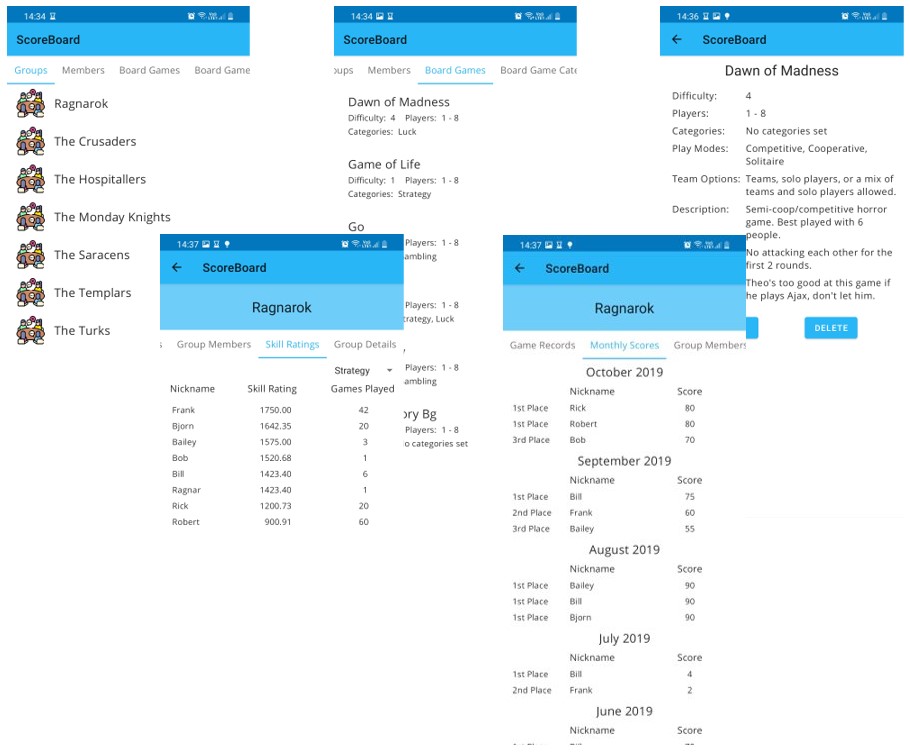 14:34
ScoreBoard
Groups Members Board Games Board Game
Ragnarok
The Crusaders
The Hospitallers
The Monday Knights
The Saracens
The Templars
The Turks
14:34
ScoreBoard
oups Members Board Games Board Game Cate
Dawn of Madness
Difficulty: 4 Players: 1 - 8
Categories: Luck
Game of Life
Difficulty: 1 Players: 1 - 8
Categories: Strategy
Go
Players: 1 - 8
ambling
Players: 1 - 8
rategy, Luck
Players: 1 - 8
ambling
ory Bg
Players: 1 - 8
o categories set
14:36
ScoreBoard
Dawn of Madness
Difficulty: 4
Players: 1 - 8
Categories: No categories set
Play Modes: Competitive, Cooperative,
Solitaire
Team Options: Teams, solo players, or a mix of
teams and solo players allowed.
Description: Semi-coop/competitive horror
game. Best played with 6
people.
No attacking each other for the
first 2 rounds.
Theo's too good at this game if
he plays Ajax, don't let him.
DELETE
14:37
ScoreBoard
Ragnarok
s Group Members Skill Ratings Group Details
Strategy
Nickname Skill Rating Games Played
Frank 1750.00 42
Bjorn 1642.35 20
Bailey 1575.00 3
Bob 1520.68 1
Bill 1423.40 6
Ragnar 1423.40 1
Rick 1200.73 20
Robert 900.91 60
14:37
ScoreBoard
Ragnarok
Game Records Monthly Scores Group Members
October 2019
Nickname Score
1st Place Rick 80
1st Place Robert 80
3rd Place Bob 70
September 2019
Nickname Score
1st Place Bill 75
2nd Place Frank 60
3rd Place Bailey 55
August 2019
Nickname Score
1st Place Bailey 90
1st Place Bill 90
1st Place Bjorn 90
July 2019
Nickname Score
1st Place Bill 4
2nd Place Frank 2
June 2019
Nickname Score